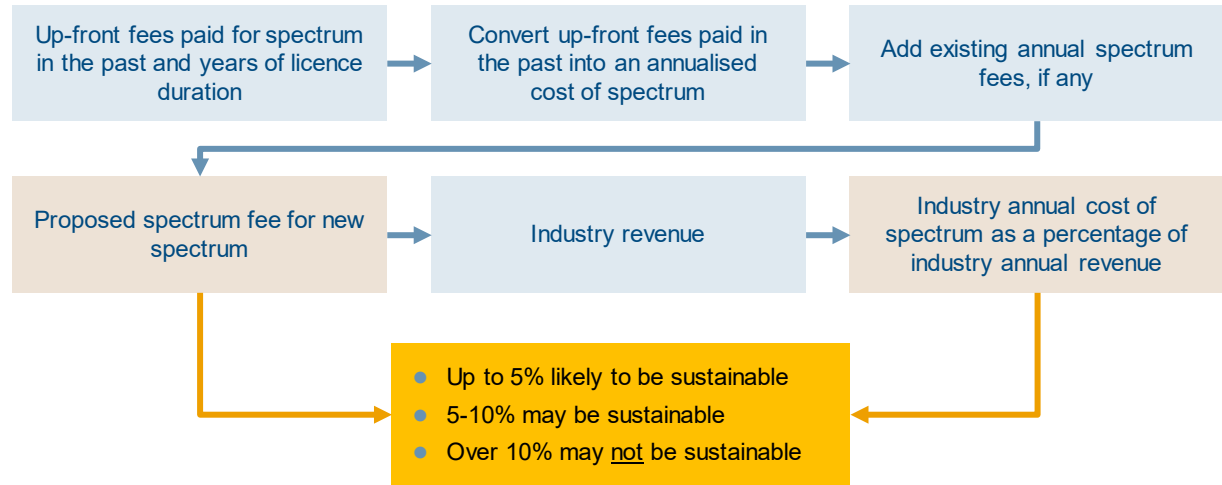 Up-front fees paid for spectrum
in the past and years of licence
duration
Convert up-front fees paid in
the past into an annualised
cost of spectrum
Add existing annual spectrum
fees, if any
Proposed spectrum fee for new
spectrum
Industry revenue
Industry annual cost of
spectrum as a percentage of
industry annual revenue
● Up to 5% likely to be sustainable
● 5-10% may be sustainable
● Over 10% may not be sustainable